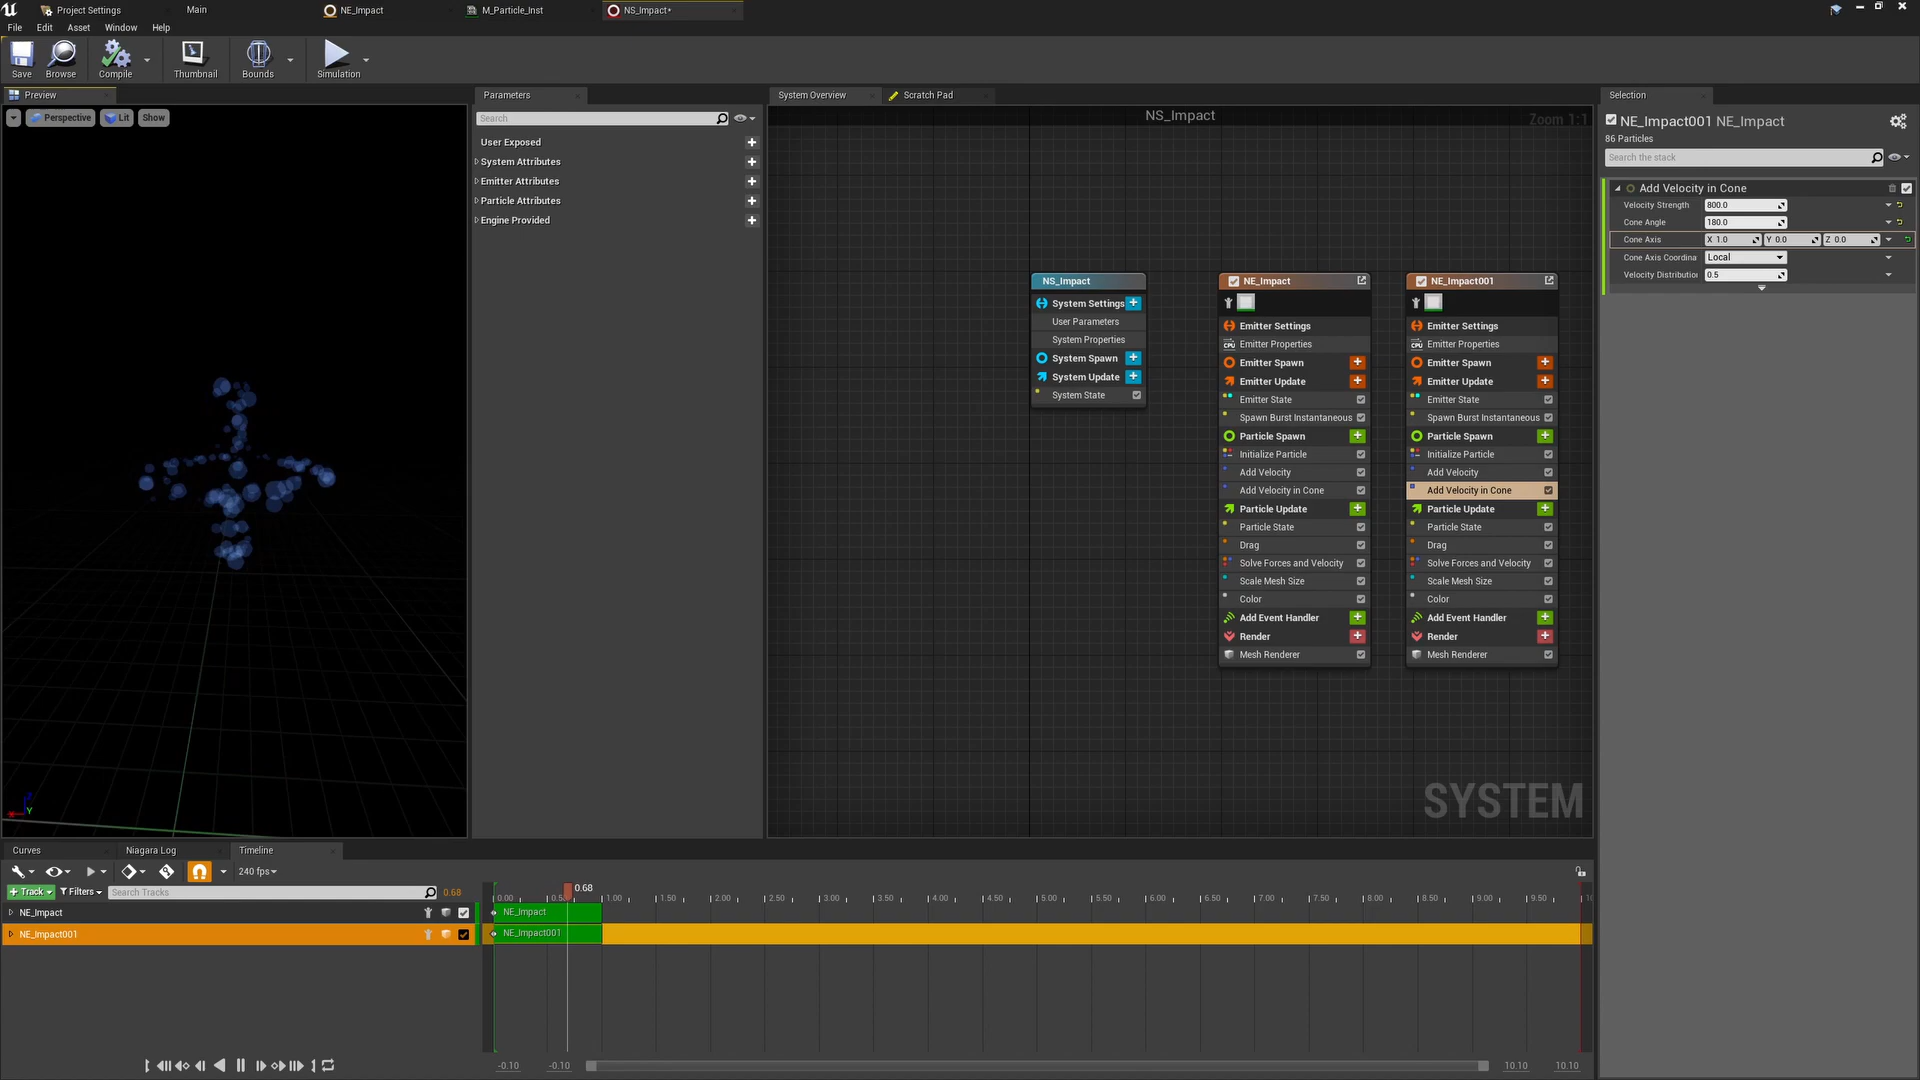 Project Settings
Main
NE_Impact
M_Particle_Inst
NS_Impact*
File Edit Asset Window Help
Save
Browse
Compile
Thumbnail
Bounds
Simulation
Preview
Perspective
Lit
Show
Parameters
Search
User Exposed
System Attributes
Emitter Attributes
Particle Attributes
Engine Provided
System Overview
Scratch Pad
NS_Impact
Zoom 1:1
NS_Impact
System Settings
User Parameters
System Properties
System Spawn
System Update
System State
NE_Impact
Emitter Settings
CPU Emitter Properties
Emitter Spawn
Emitter Update
Emitter State
Spawn Burst Instantaneous
Particle Spawn
Initialize Particle
Add Velocity
Add Velocity in Cone
Particle Update
Particle State
Drag
Solve Forces and Velocity
Scale Mesh Size
Color
Add Event Handler
Render
Mesh Renderer
NE_Impact001
Emitter Settings
CPU Emitter Properties
Emitter Spawn
Emitter Update
Emitter State
Spawn Burst Instantaneous
Particle Spawn
Initialize Particle
Add Velocity
Add Velocity in Cone
Particle Update
Particle State
Drag
Solve Forces and Velocity
Scale Mesh Size
Color
Add Event Handler
Render
Mesh Renderer
SYSTEM
Selection
NE_Impact001 NE_Impact
86 Particles
Search the stack
Add Velocity in Cone
Velocity Strength 800.0
Cone Angle 180.0
Cone Axis X 1.0 Y 0.0 Z 0.0
Cone Axis Coordina Local
Velocity Distributio 0.5
Curves
Niagara Log
Timeline
240 fps
+ Track Filters Search Tracks 0.68
0.68
0.00 0.5 1.00 1.50 2.00 2.50 3.00 3.50 4.00 4.50 5.00 5.50 6.00 6.50 7.00 7.50 8.00 8.50 9.00 9.50
NE_Impact
NE_Impact
NE_Impact001
NE_Impact001
-0.10 -0.10 10.10 10.10